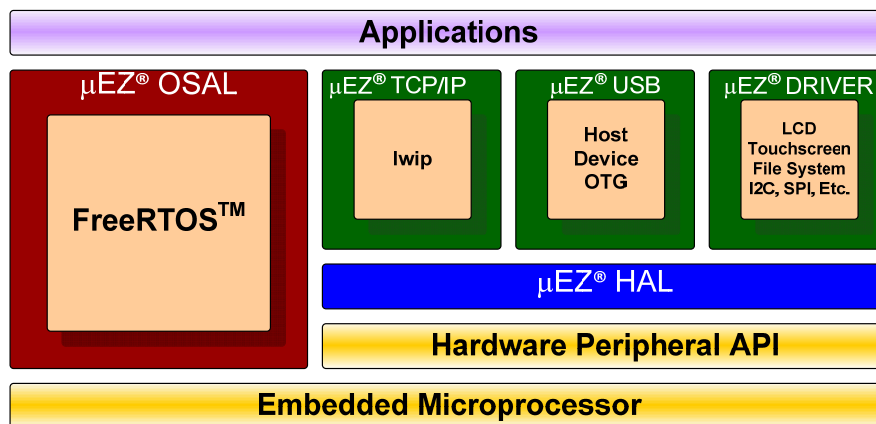 Applications
µEZ® OSAL
FreeRTOS™
µEZ® TCP/IP
lwip
µEZ® USB
Host
Device
OTG
µEZ® DRIVER
LCD
Touchscreen
File System
I2C, SPI, Etc.
µEZ® HAL
Hardware Peripheral API
Embedded Microprocessor